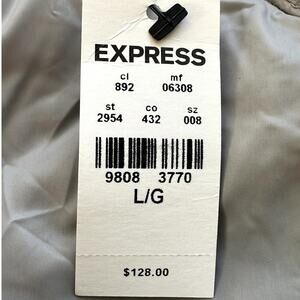 EXPRESS
cl mf
892 06308
st co sz
2954 432 008
9808 3770
L/G
$128.00